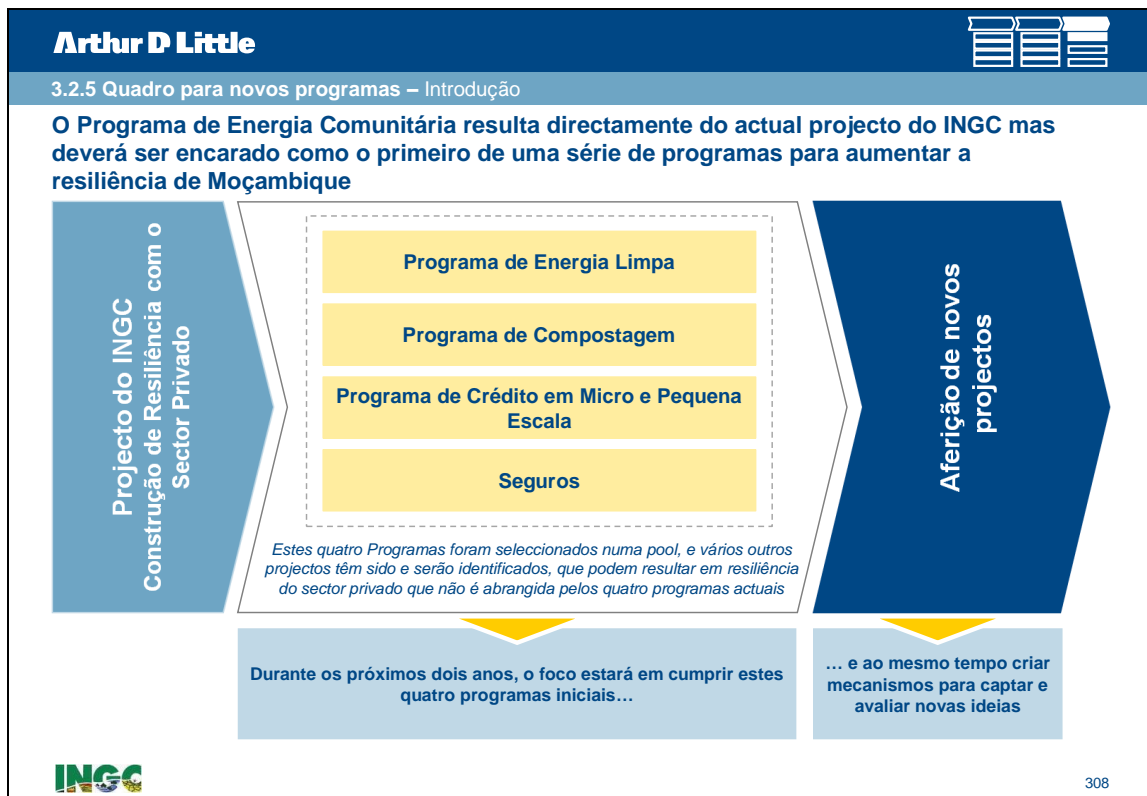 Arthur D Little
3.2.5 Quadro para novos programas – Introdução
O Programa de Energia Comunitária resulta directamente do actual projecto do INGC mas
deverá ser encarado como o primeiro de uma série de programas para aumentar a
resiliência de Moçambique
Projecto do INGC
Construção de Resiliência com o
Sector Privado
Programa de Energia Limpa
Programa de Compostagem
Programa de Crédito em Micro e Pequena
Escala
Seguros
Estes quatro Programas foram seleccionados numa pool, e vários outros
projectos têm sido e serão identificados, que podem resultar em resiliência
do sector privado que não é abrangida pelos quatro programas actuais
Aferição de novos
projectos
Durante os próximos dois anos, o foco estará em cumprir estes
quatro programas iniciais…
… e ao mesmo tempo criar
mecanismos para captar e
avaliar novas ideias
INGC
308